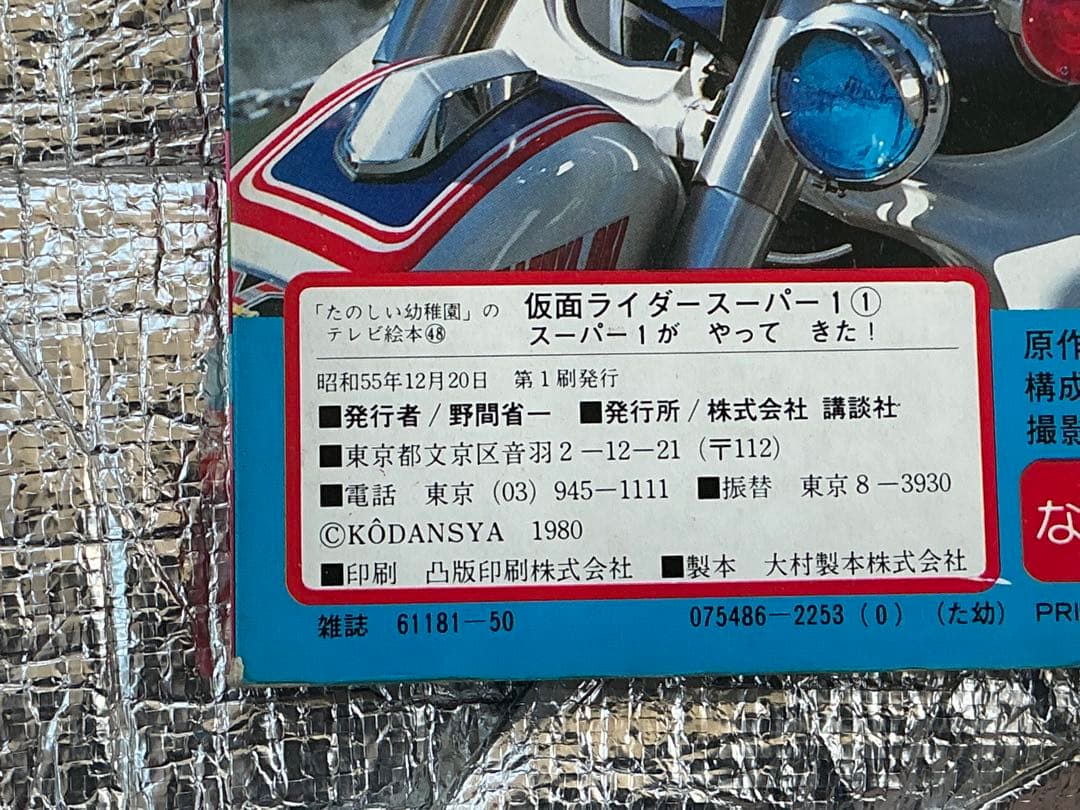 「たのしい幼稚園」の
テレビ絵本㊽
仮面ライダースーパー1①
スーパー1が やって きた!
昭和55年12月20日 第1刷発行
■発行者/野間省一 ■発行所/株式会社 講談社
■東京都文京区音羽2-12-21 (〒112)
■電話 東京 (03) 945-1111 ■振替 東京8-3930
©KÔDANSYA 1980
■印刷 凸版印刷株式会社 ■製本 大村製本株式会社
雑誌 61181-50 075486-2253 (0) (た幼) PRI
原作
構成
撮影
な